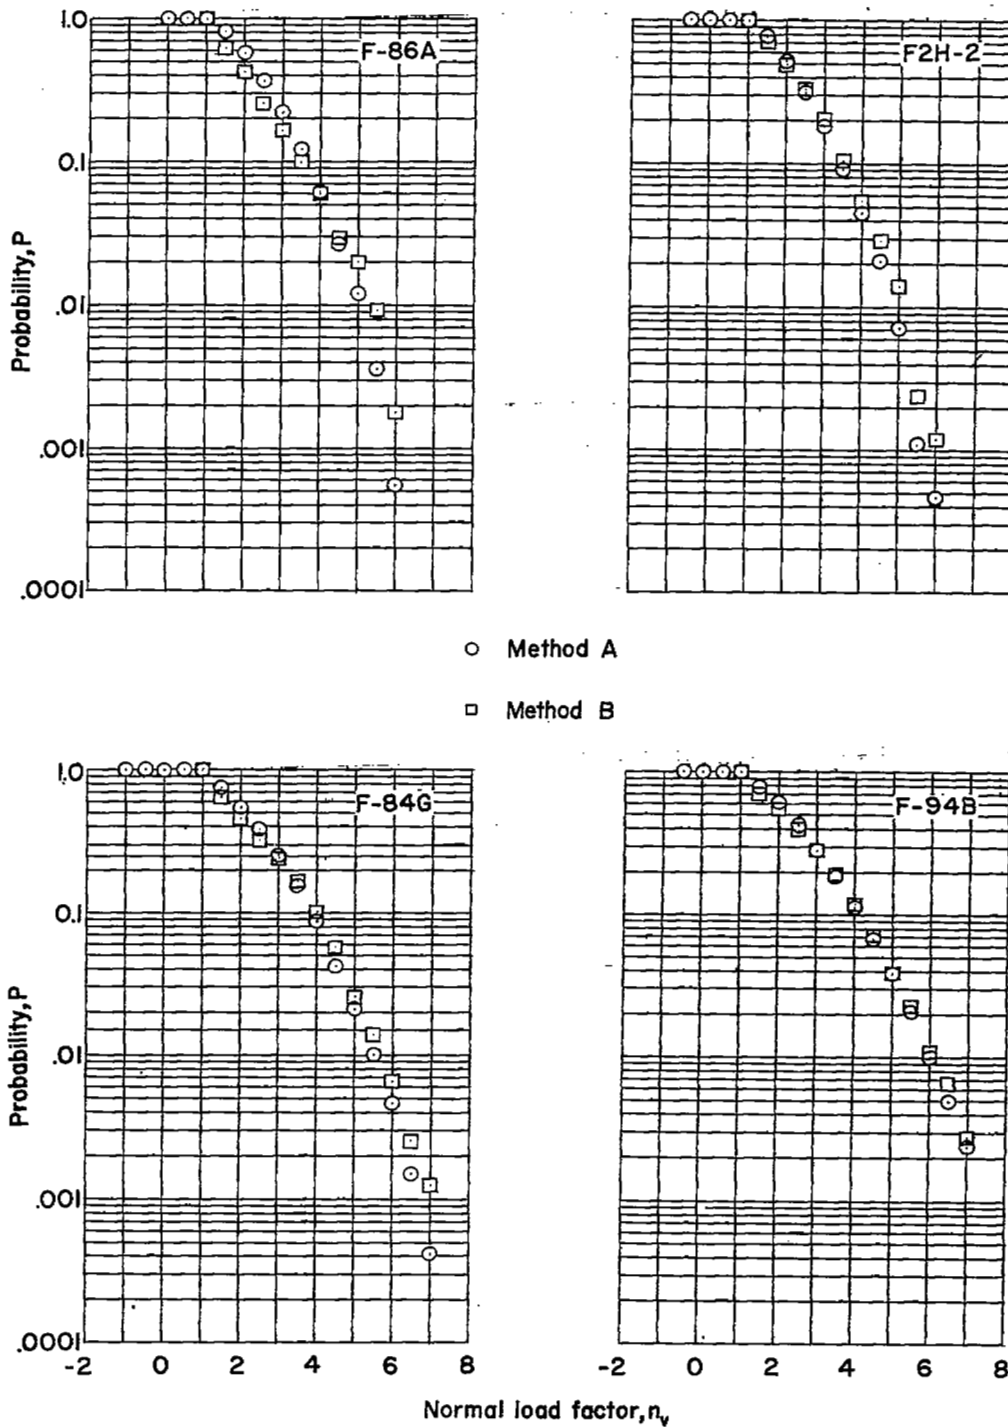 1.0
F-86A
F2H-2
0.1
Probability, P
.01
.001
.0001
Method A
Method B
1.0
F-84G
F-94B
0.1
Probability, P
.01
.001
.0001
-2 0 2 4 6 8
-2 0 2 4 6 8
Normal load factor, nᵥ